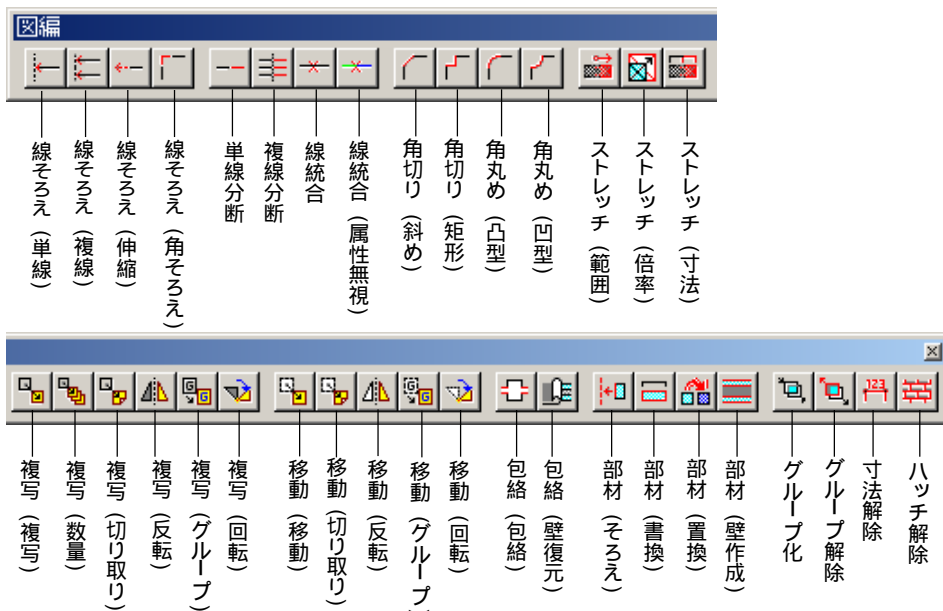 図編
線そろえ（単線）
線そろえ（複線）
線そろえ（伸縮）
線そろえ（角そろえ）
単線分断
複線分断
線統合
線統合（属性無視）
角切り（斜め）
角切り（矩形）
角丸め（凸型）
角丸め（凹型）
ストレッチ（範囲）
ストレッチ（倍率）
ストレッチ（寸法）
G
G
G
G
123
複写（複写）
複写（数量）
複写（切り取り）
複写（反転）
複写（グループ）
複写（回転）
移動（移動）
移動（切り取り）
移動（反転）
移動（グループ）
移動（回転）
包絡（包絡）
包絡（壁復元）
部材（そろえ）
部材（書換）
部材（置換）
部材（壁作成）
グループ化
グループ解除
寸法解除
ハッチ解除